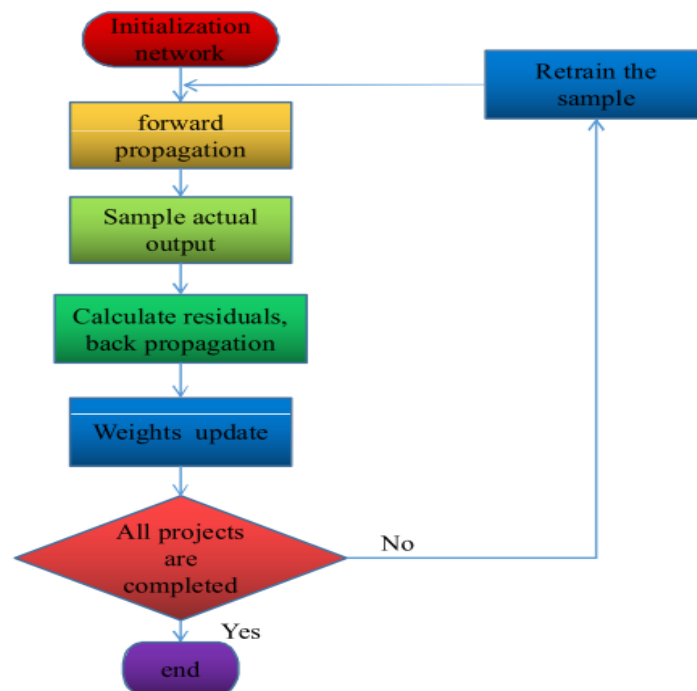 Initialization
network
Retrain the
sample
forward
propagation
Sample actual
output
Calculate residuals,
back propagation
Weights update
All projects
are
completed
No
Yes
end